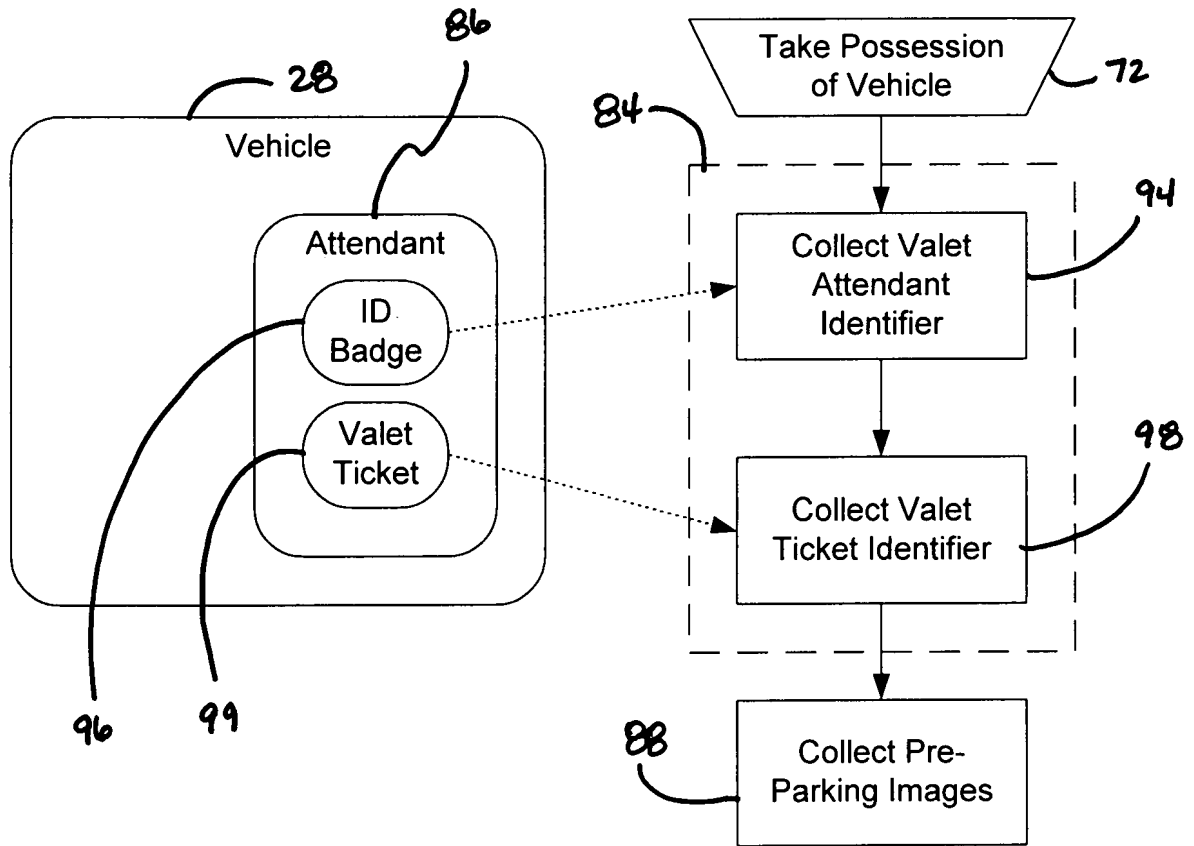 86
Take Possession
of Vehicle
72
28
84
Vehicle
94
Attendant
Collect Valet
Attendant
Identifier
ID
Badge
Valet
Ticket
98
Collect Valet
Ticket Identifier
96
99
88
Collect Pre-
Parking Images